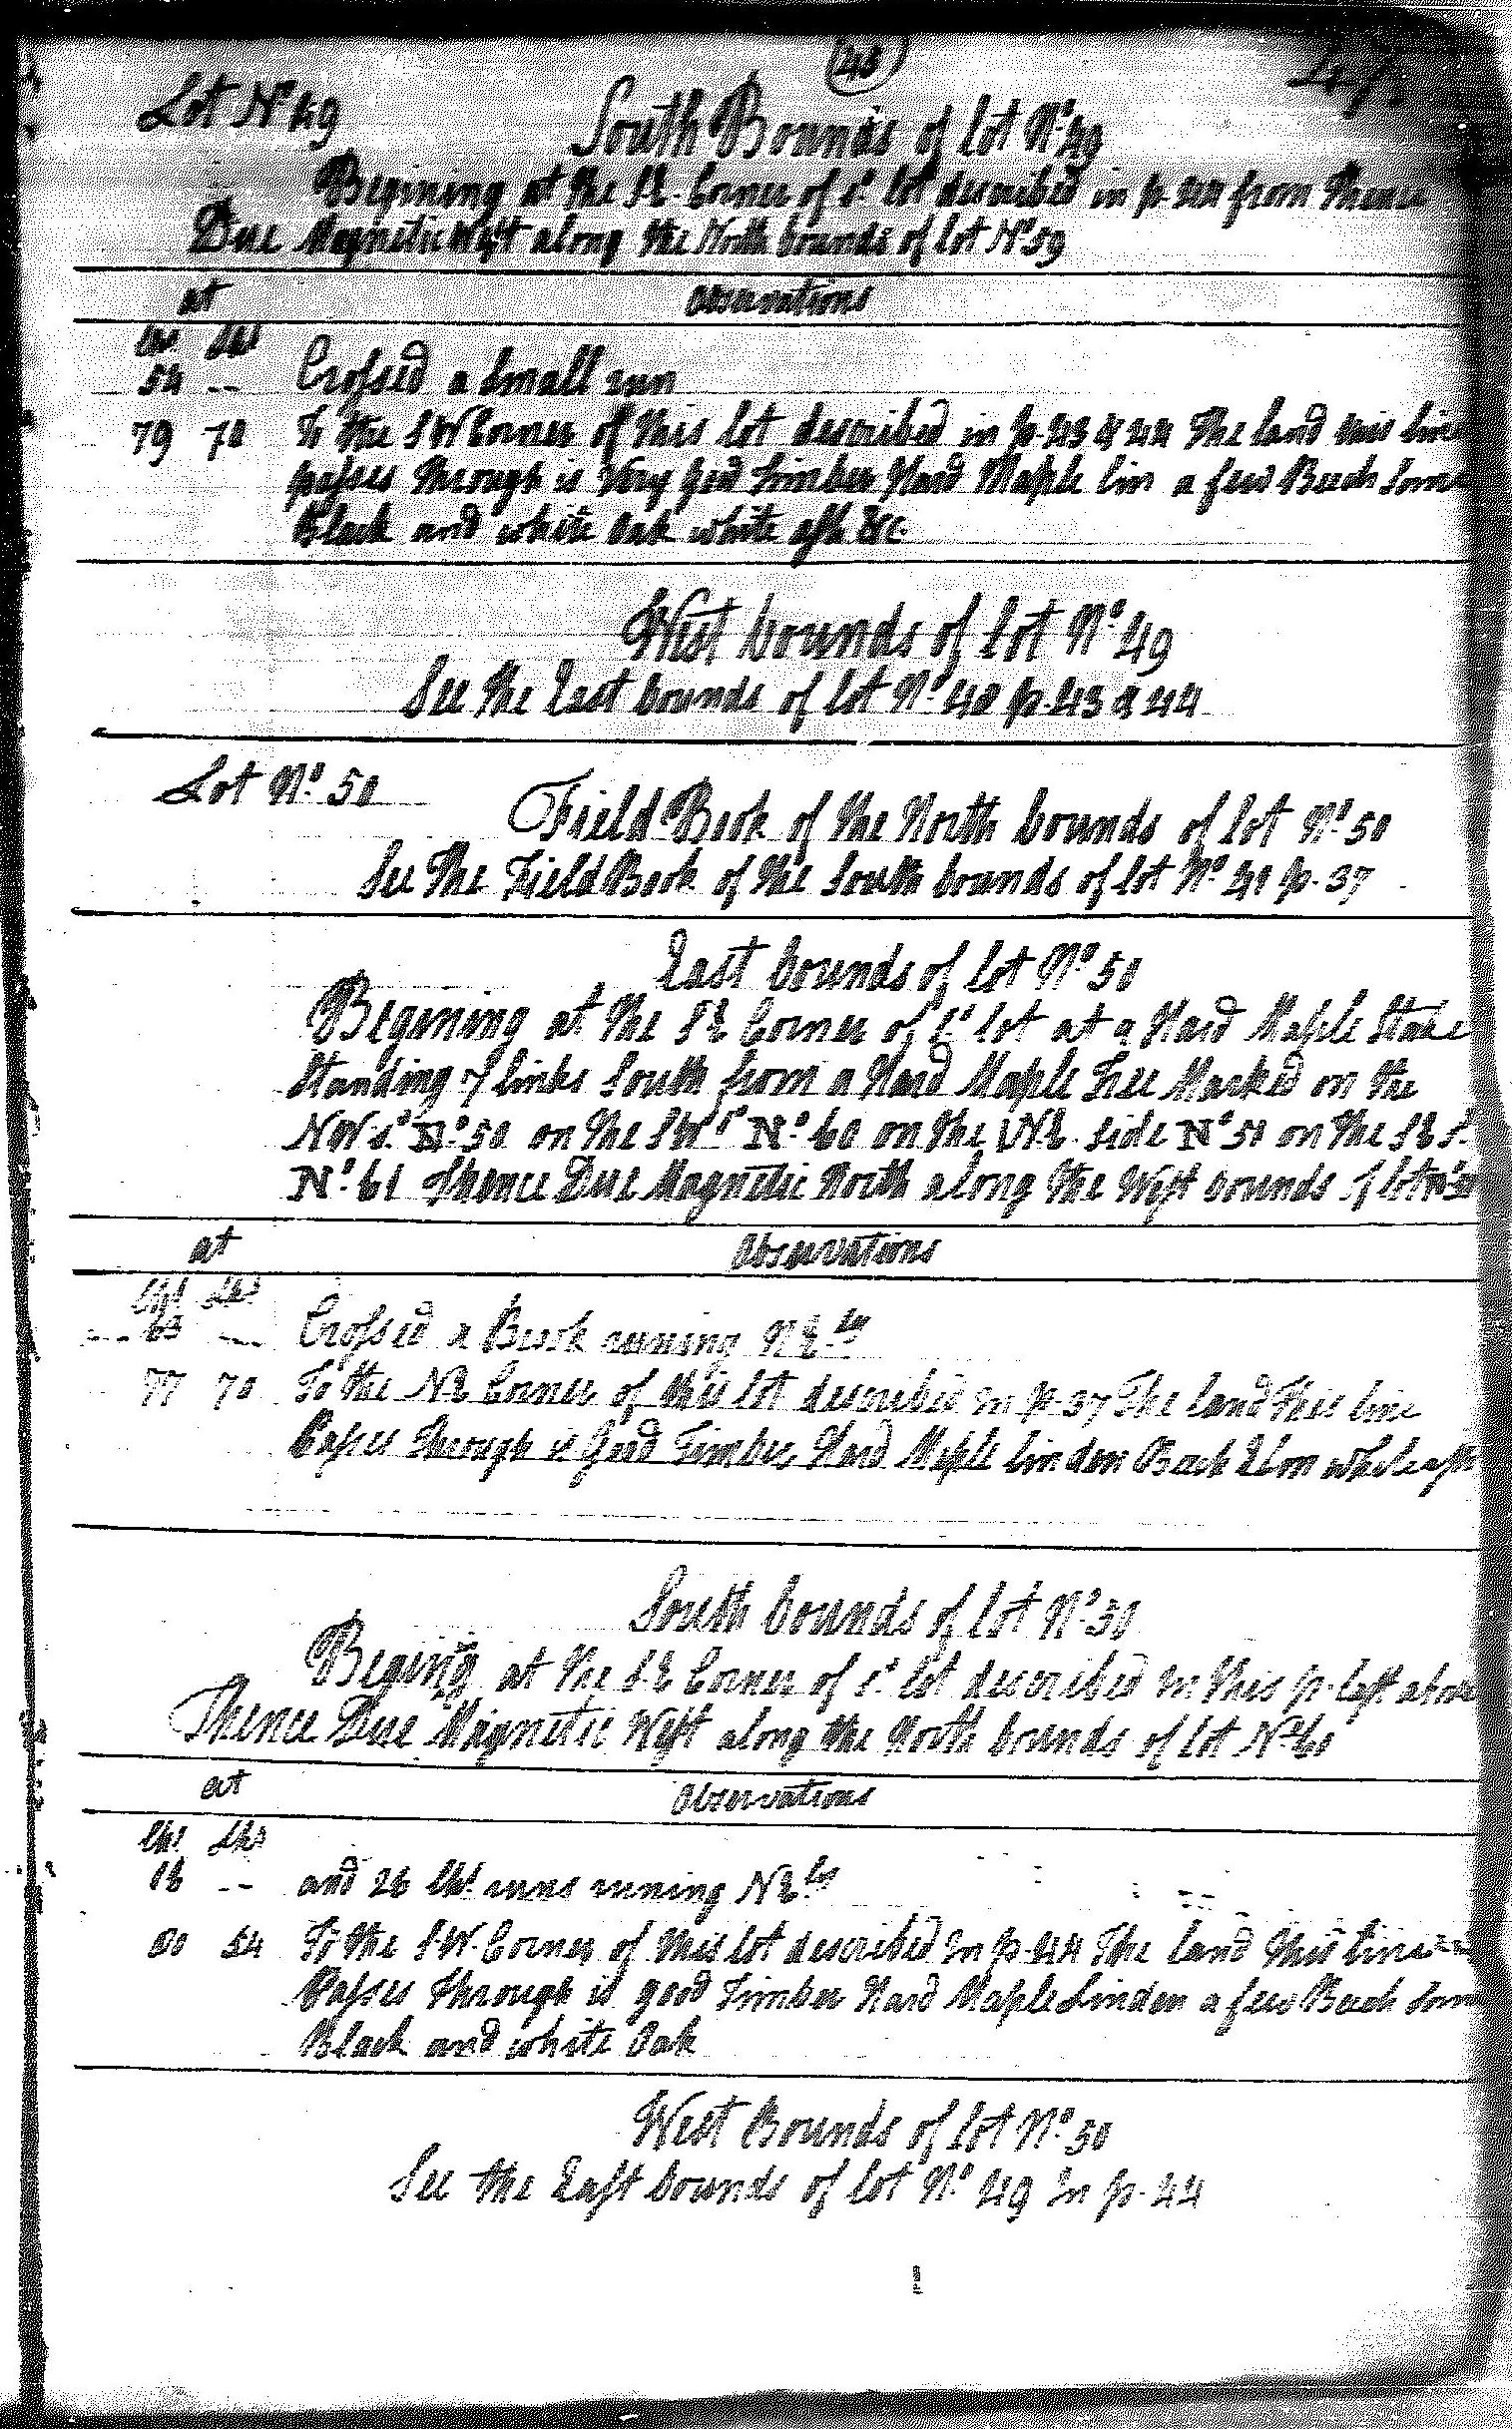 45
Lot No. 49
South Bounds of lot No. 49
Begining at the SE. Corner of sd. lot described in p. 44 from Thence
Due Magnetic West along the North bounds of lot No. 59
at Observations
Chs. Lks
54 -- Crossed a Small run
79 70 To the SW Corner of this lot described in p. 43 & 44 The land this line
passes Through is Very good Timber Hard Maple lin a few Beech Some
Black and white Oak white ash &c.
West bounds of lot No. 49
See The East bounds of lot No. 48 p. 43 & 44
Lot No. 50
Field Book of the North bounds of lot No. 50
See The Field Book of the South bounds of lot No. 40 p. 37
East bounds of lot No. 50
Begining at the SE Corner of sd. lot at a Hard Maple Stake
Standing 7 links South from a Hard Maple Tree Marked on the
NW s.d No. 50 on the SW sd No. 60 on the NE. side No. 51 on the SE s.
No. 61 Thence Due Magnetic North along the West bounds of lot No. 51
at Observations
Chs. Lks.
63 -- Crossed a Brook runing NE.ly
77 70 To the NE Corner of this lot described in p. 37 The land this line
Passes Through is good Timber, Hard Maple linden Beech Elm white ash
South bounds of lot No. 50
Begining at the S.E Corner of sd. lot described in this p. last above
Thence Due Magnetic West along the North bounds of lot No. 60
at Observations
Chs. Lks
16 -- and 26 Chs. runs runing NE.ly
80 54 To the SW. Corner of this lot described in p. 44 The land this line
Passes Through is good Timber Hard Maple Linden a few Beech Some
Black and white Oak
West Bounds of lot No. 50
See the East bounds of lot No. 49 in p. 44